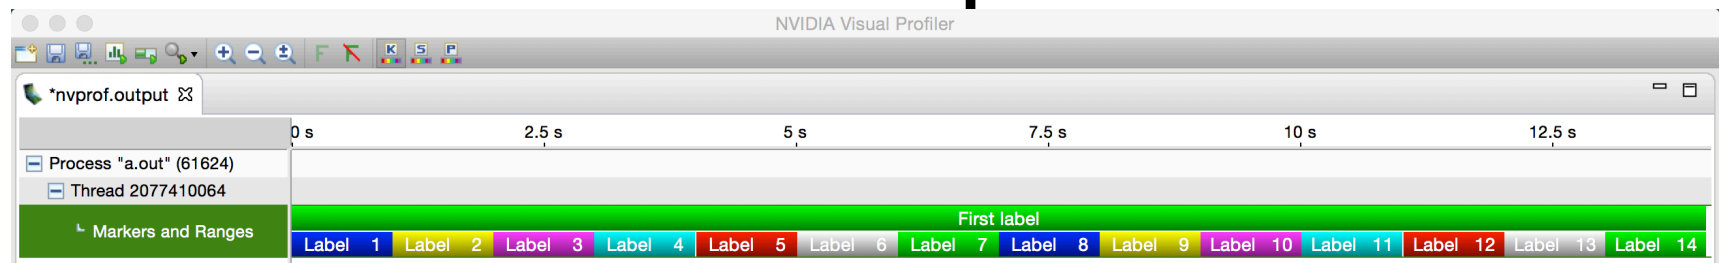 NVIDIA Visual Profiler
F F K S P
*nvprof.output
0 s 2.5 s 5 s 7.5 s 10 s 12.5 s
Process "a.out" (61624)
Thread 2077410064
First label
Markers and Ranges
Label 1 Label 2 Label 3 Label 4 Label 5 Label 6 Label 7 Label 8 Label 9 Label 10 Label 11 Label 12 Label 13 Label 14